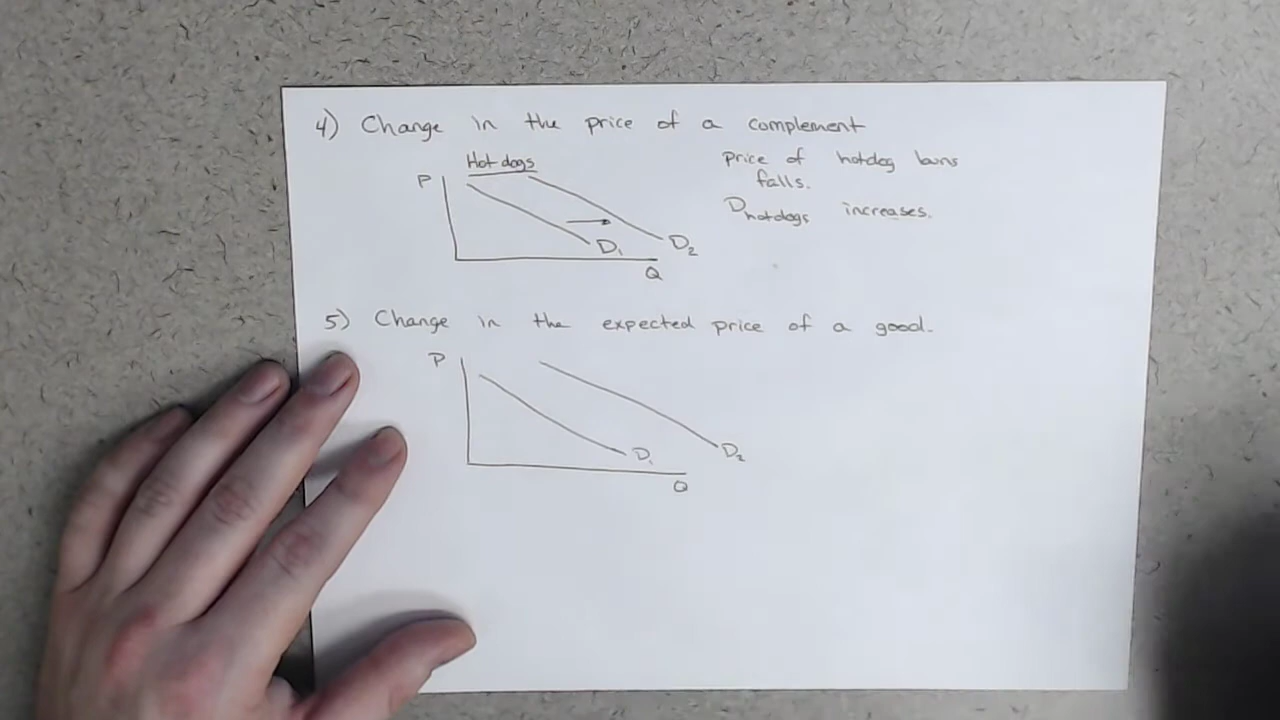 4) Change in the price of a complement
Hot dogs
price of hotdog buns
falls.
P
D hotdogs increases.
D1
D2
Q
5) Change in the expected price of a good.
P
D1
D2
Q